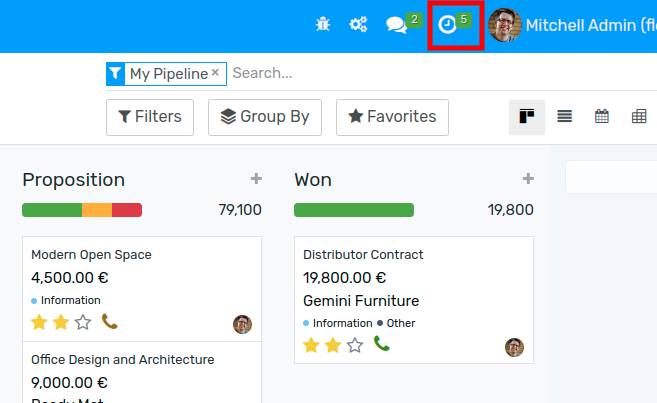 2
5
Mitchell Admin (fl
My Pipeline ×
Search...
Filters
Group By
Favorites
Proposition
79,100
Won
19,800
Modern Open Space
4,500.00 €
Information
Office Design and Architecture
9,000.00 €
Ready Mat
Distributor Contract
19,800.00 €
Gemini Furniture
Information
Other